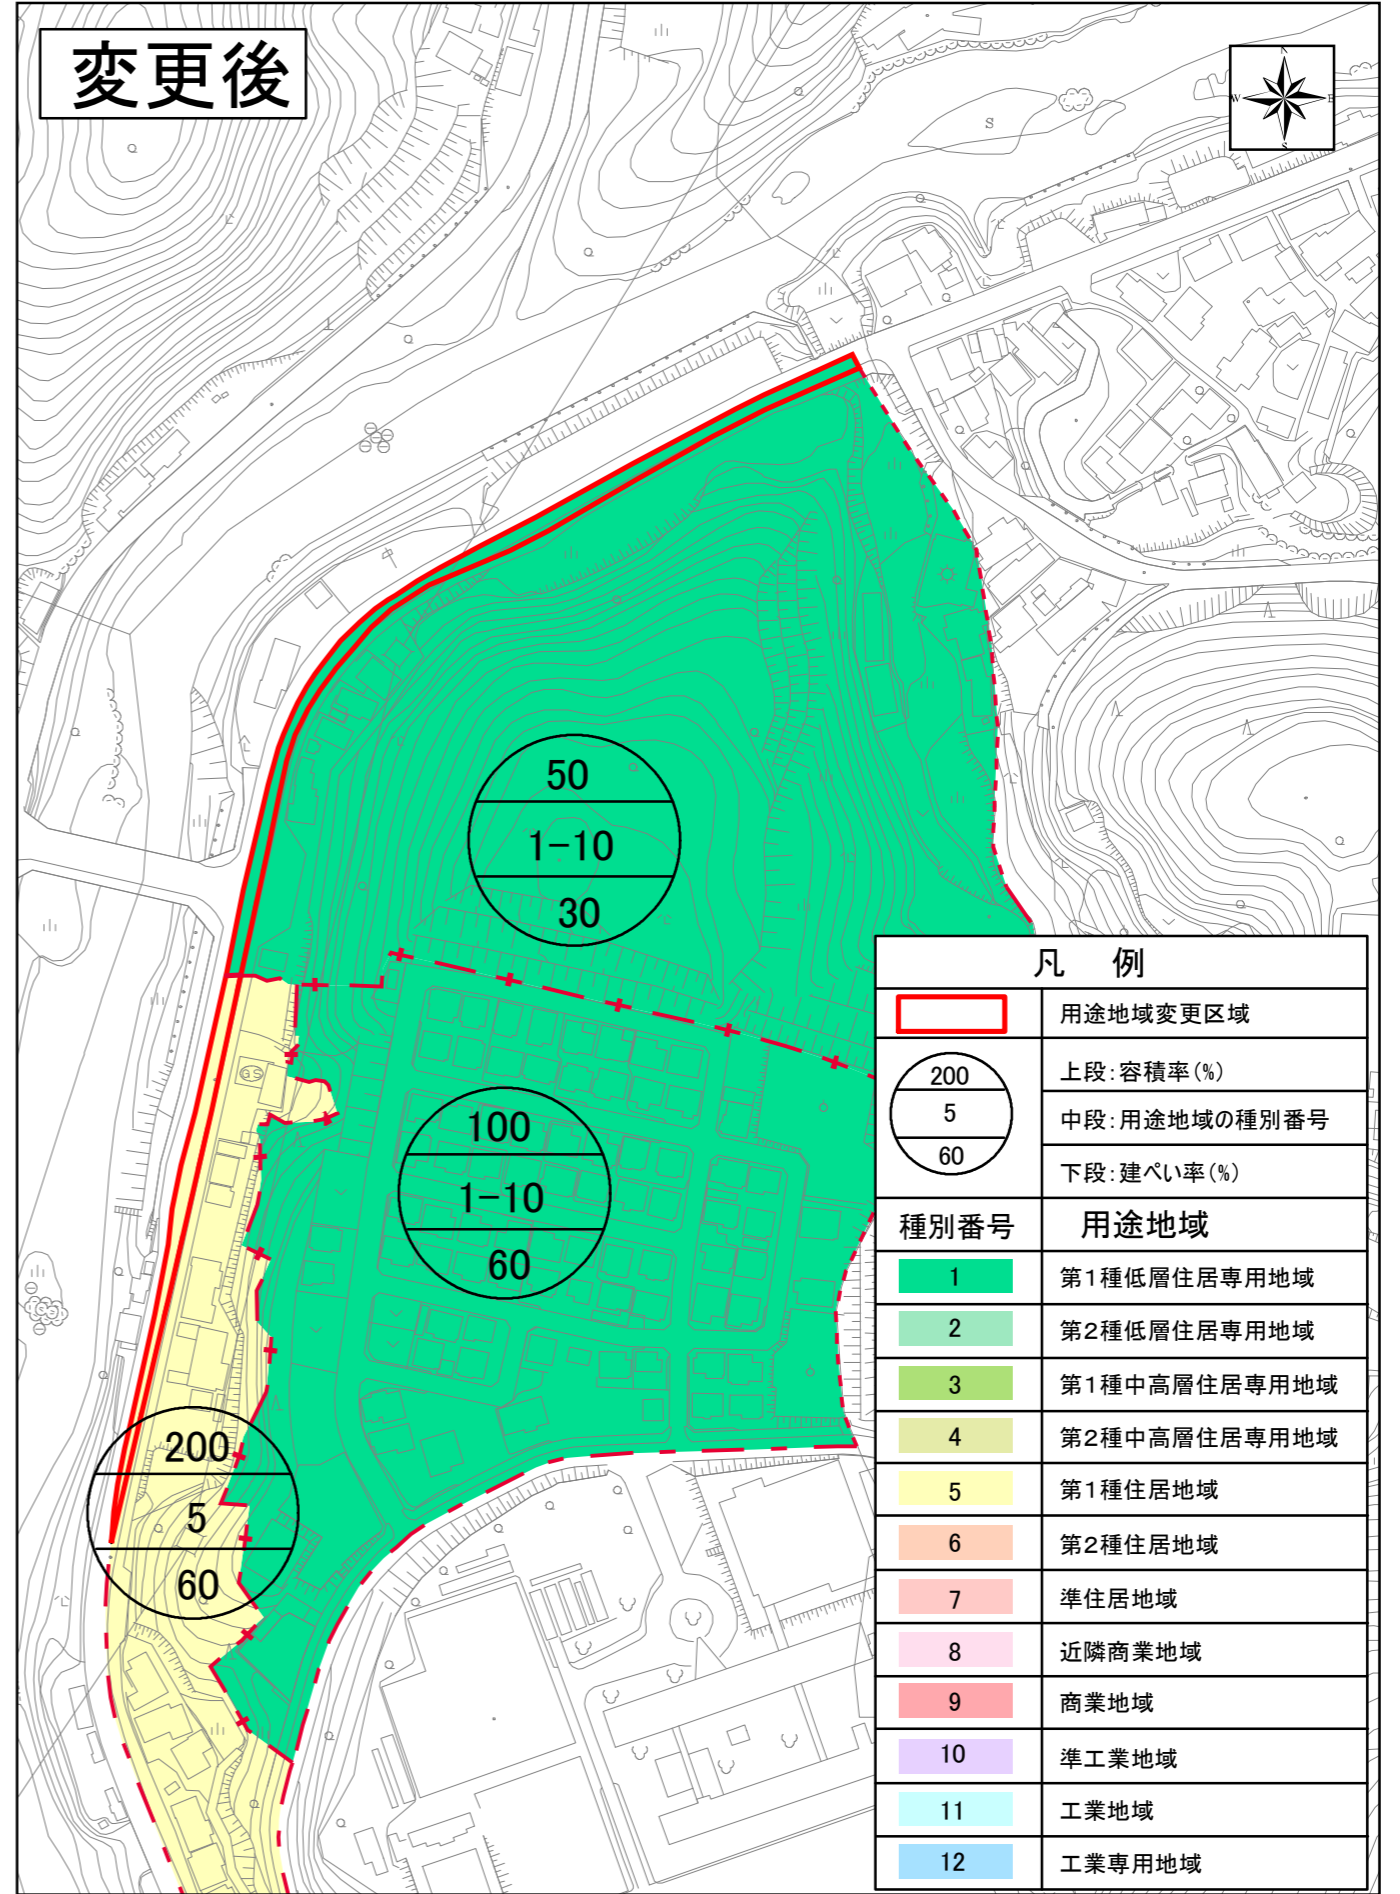 変更後
N
W E
S
S
50
1-10
30
GS
100
1-10
60
200
5
60
凡 例
用途地域変更区域
200
5
60
上段:容積率(%)
中段:用途地域の種別番号
下段:建ぺい率(%)
種別番号 用途地域
1 第1種低層住居専用地域
2 第2種低層住居専用地域
3 第1種中高層住居専用地域
4 第2種中高層住居専用地域
5 第1種住居地域
6 第2種住居地域
7 準住居地域
8 近隣商業地域
9 商業地域
10 準工業地域
11 工業地域
12 工業専用地域